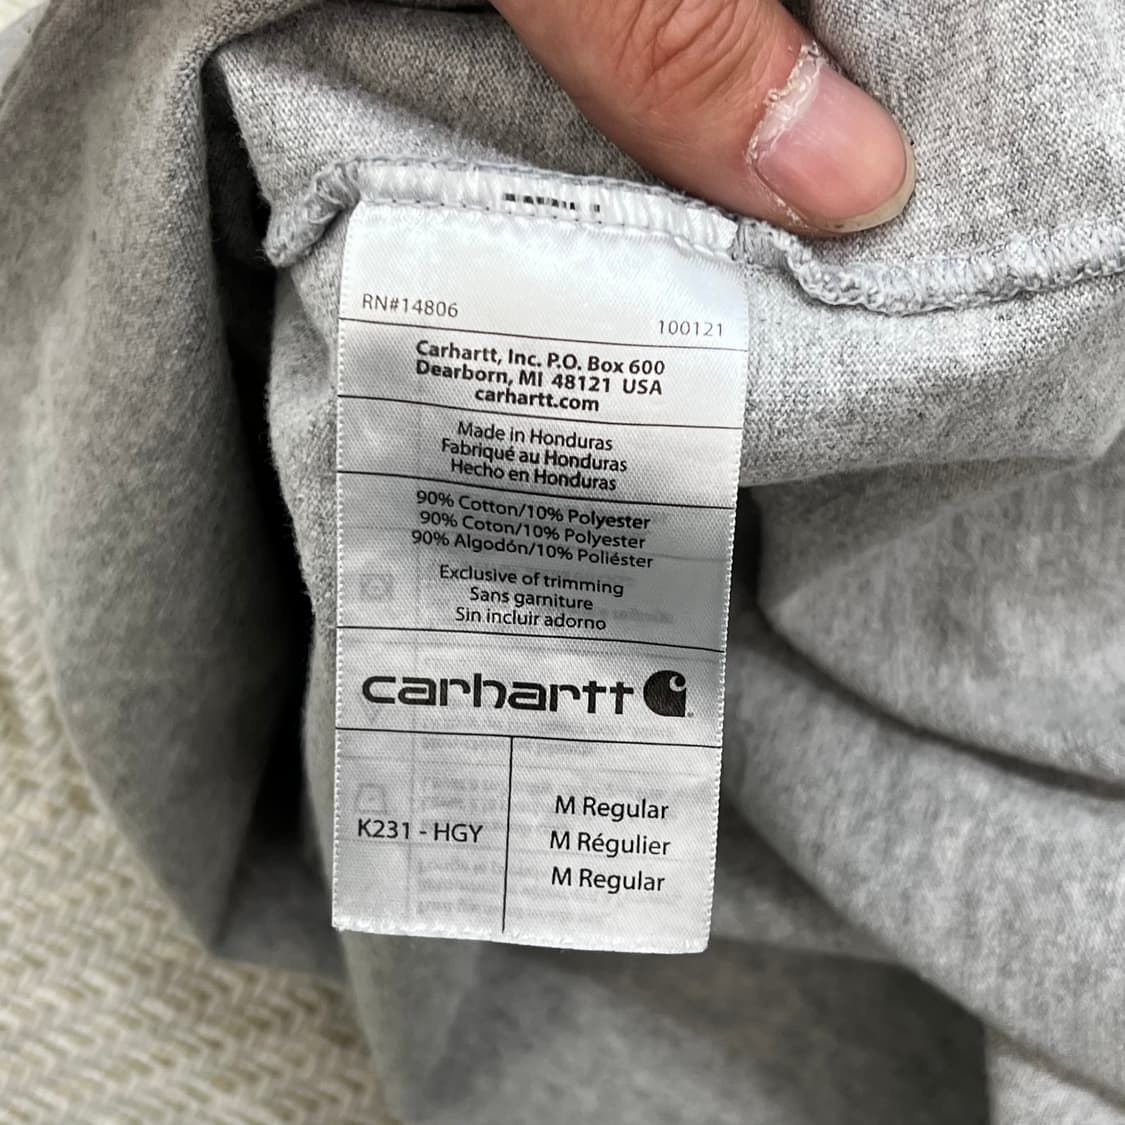 RN#14806
100121
Carhartt, Inc. P.O. Box 600
Dearborn, MI 48121 USA
carhartt.com
Made in Honduras
Fabriqué au Honduras
Hecho en Honduras
90% Cotton/10% Polyester
90% Coton/10% Polyester
90% Algodón/10% Poliéster
Exclusive of trimming
Sans garniture
Sin incluir adorno
carhartt
K231 - HGY
M Regular
M Régulier
M Regular